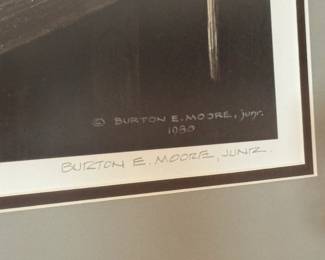 © BURTON E. MOORE, junr.
1980
BURTON E. MOORE, JUNR.